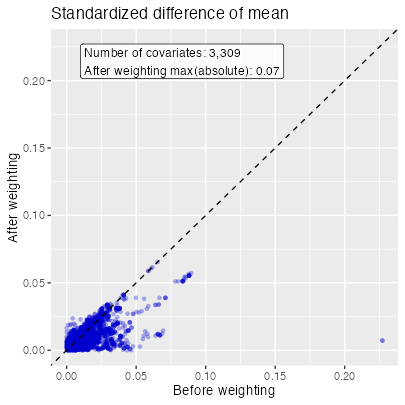 Standardized difference of mean
Number of covariates: 3,309
After weighting max(absolute): 0.07
After weighting
0.20
0.15
0.10
0.05
0.00
0.00 0.05 0.10 0.15 0.20
Before weighting